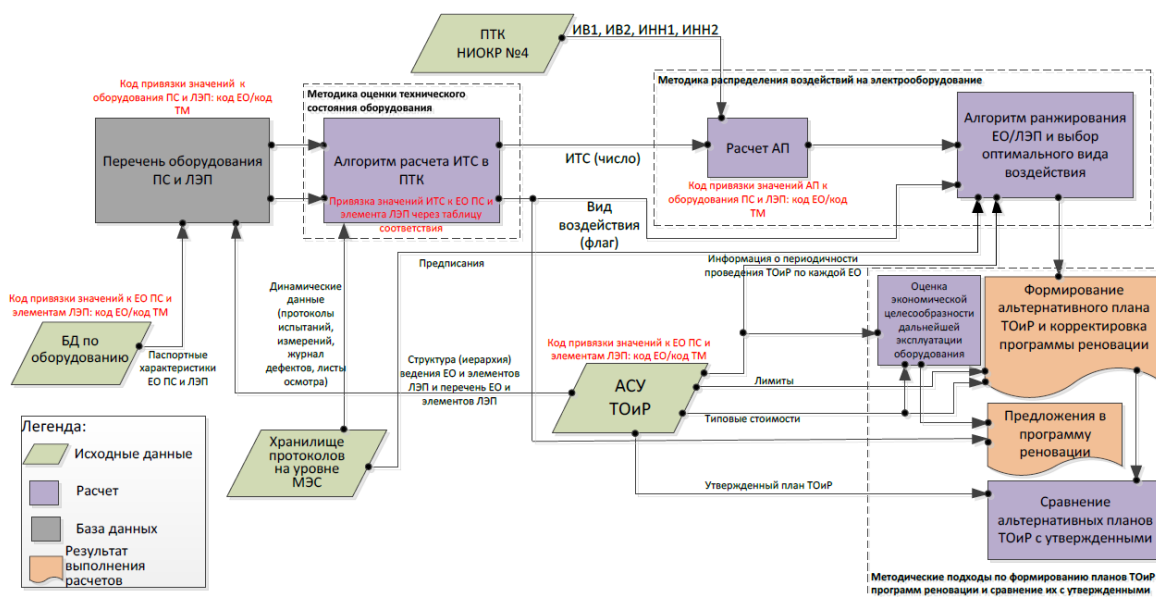 ПТК
НИОКР №4
ИВ1, ИВ2, ИНН1, ИНН2
Код привязки значений к
оборудования ПС и ЛЭП: код ЕО/код
ТМ
Методика оценки технического
состояния оборудования
Методика распределения воздействий на электрооборудование
Перечень оборудования
ПС и ЛЭП
Алгоритм расчета ИТС в
ПТК
Привязка значений ИТС к ЕО ПС и
элемента ЛЭП через таблицу
соответствия
ИТС (число)
Расчет АП
Код привязки значений АП к
оборудования ПС и ЛЭП: код ЕО/код
ТМ
Алгоритм ранжирования
ЕО/ЛЭП и выбор
оптимального вида
воздействия
Вид
воздействия
(флаг)
Предписания
Информация о периодичности
проведения ТОиР по каждой ЕО
Код привязки значений к ЕО ПС и
элементам ЛЭП: код ЕО/код ТМ
БД по
оборудованию
Паспортные
характеристики
ЕО ПС и ЛЭП
Динамические
данные
(протоколы
испытаний,
измерений,
журнал
дефектов, листы
осмотра)
Структура (иерархия)
ведения ЕО и элементов
ЛЭП и перечень ЕО и
элементов ЛЭП
Код привязки значений к ЕО ПС и
элементам ЛЭП: код ЕО/код ТМ
АСУ
ТОиР
Лимиты
Типовые стоимости
Утвержденный план ТОиР
Оценка
экономической
целесообразности
дальнейшей
эксплуатации
оборудования
Формирование
альтернативного плана
ТОиР и корректировка
программы реновации
Предложения в
программу
реновации
Сравнение
альтернативных планов
ТОиР с утвержденными
Методические подходы по формированию планов ТОиР
программ реновации и сравнение их с утвержденными
Хранилище
протоколов
на уровне
МЭС
Легенда:
Исходные данные
Расчет
База данных
Результат
выполнения
расчетов